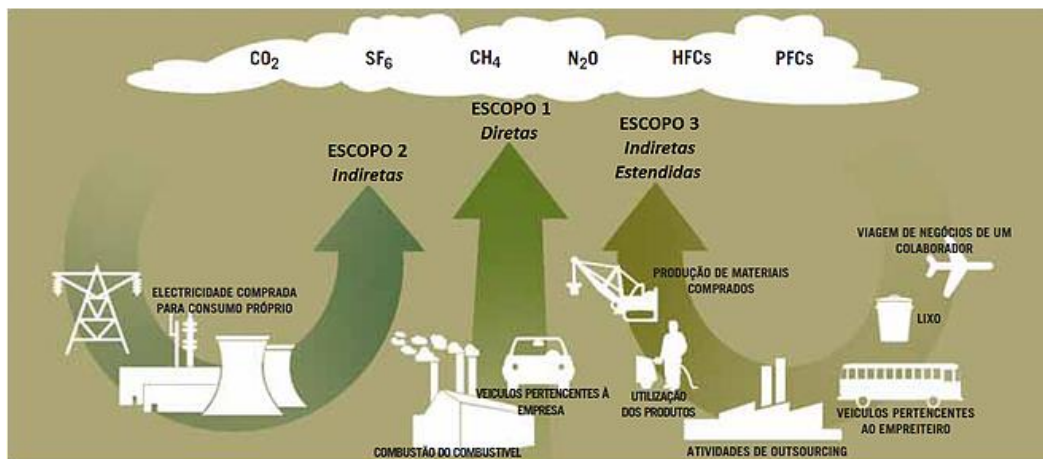 CO₂ SF₆ CH₄ N₂O HFCs PFCs
ESCOPO 1
Diretas
ESCOPO 2
Indiretas
ESCOPO 3
Indiretas
Estendidas
ELECTRICIDADE COMPRADA
PARA CONSUMO PRÓPRIO
COMBUSTÃO DO COMBUSTIVEL
VEICULOS PERTENCENTES À
EMPRESA
PRODUÇÃO DE MATERIAIS
COMPRADOS
UTILIZAÇÃO
DOS PRODUTOS
ATIVIDADES DE OUTSOURCING
VIAGEM DE NEGÓCIOS DE UM
COLABORADOR
LIXO
VEICULOS PERTENCENTES
AO EMPREITEIRO